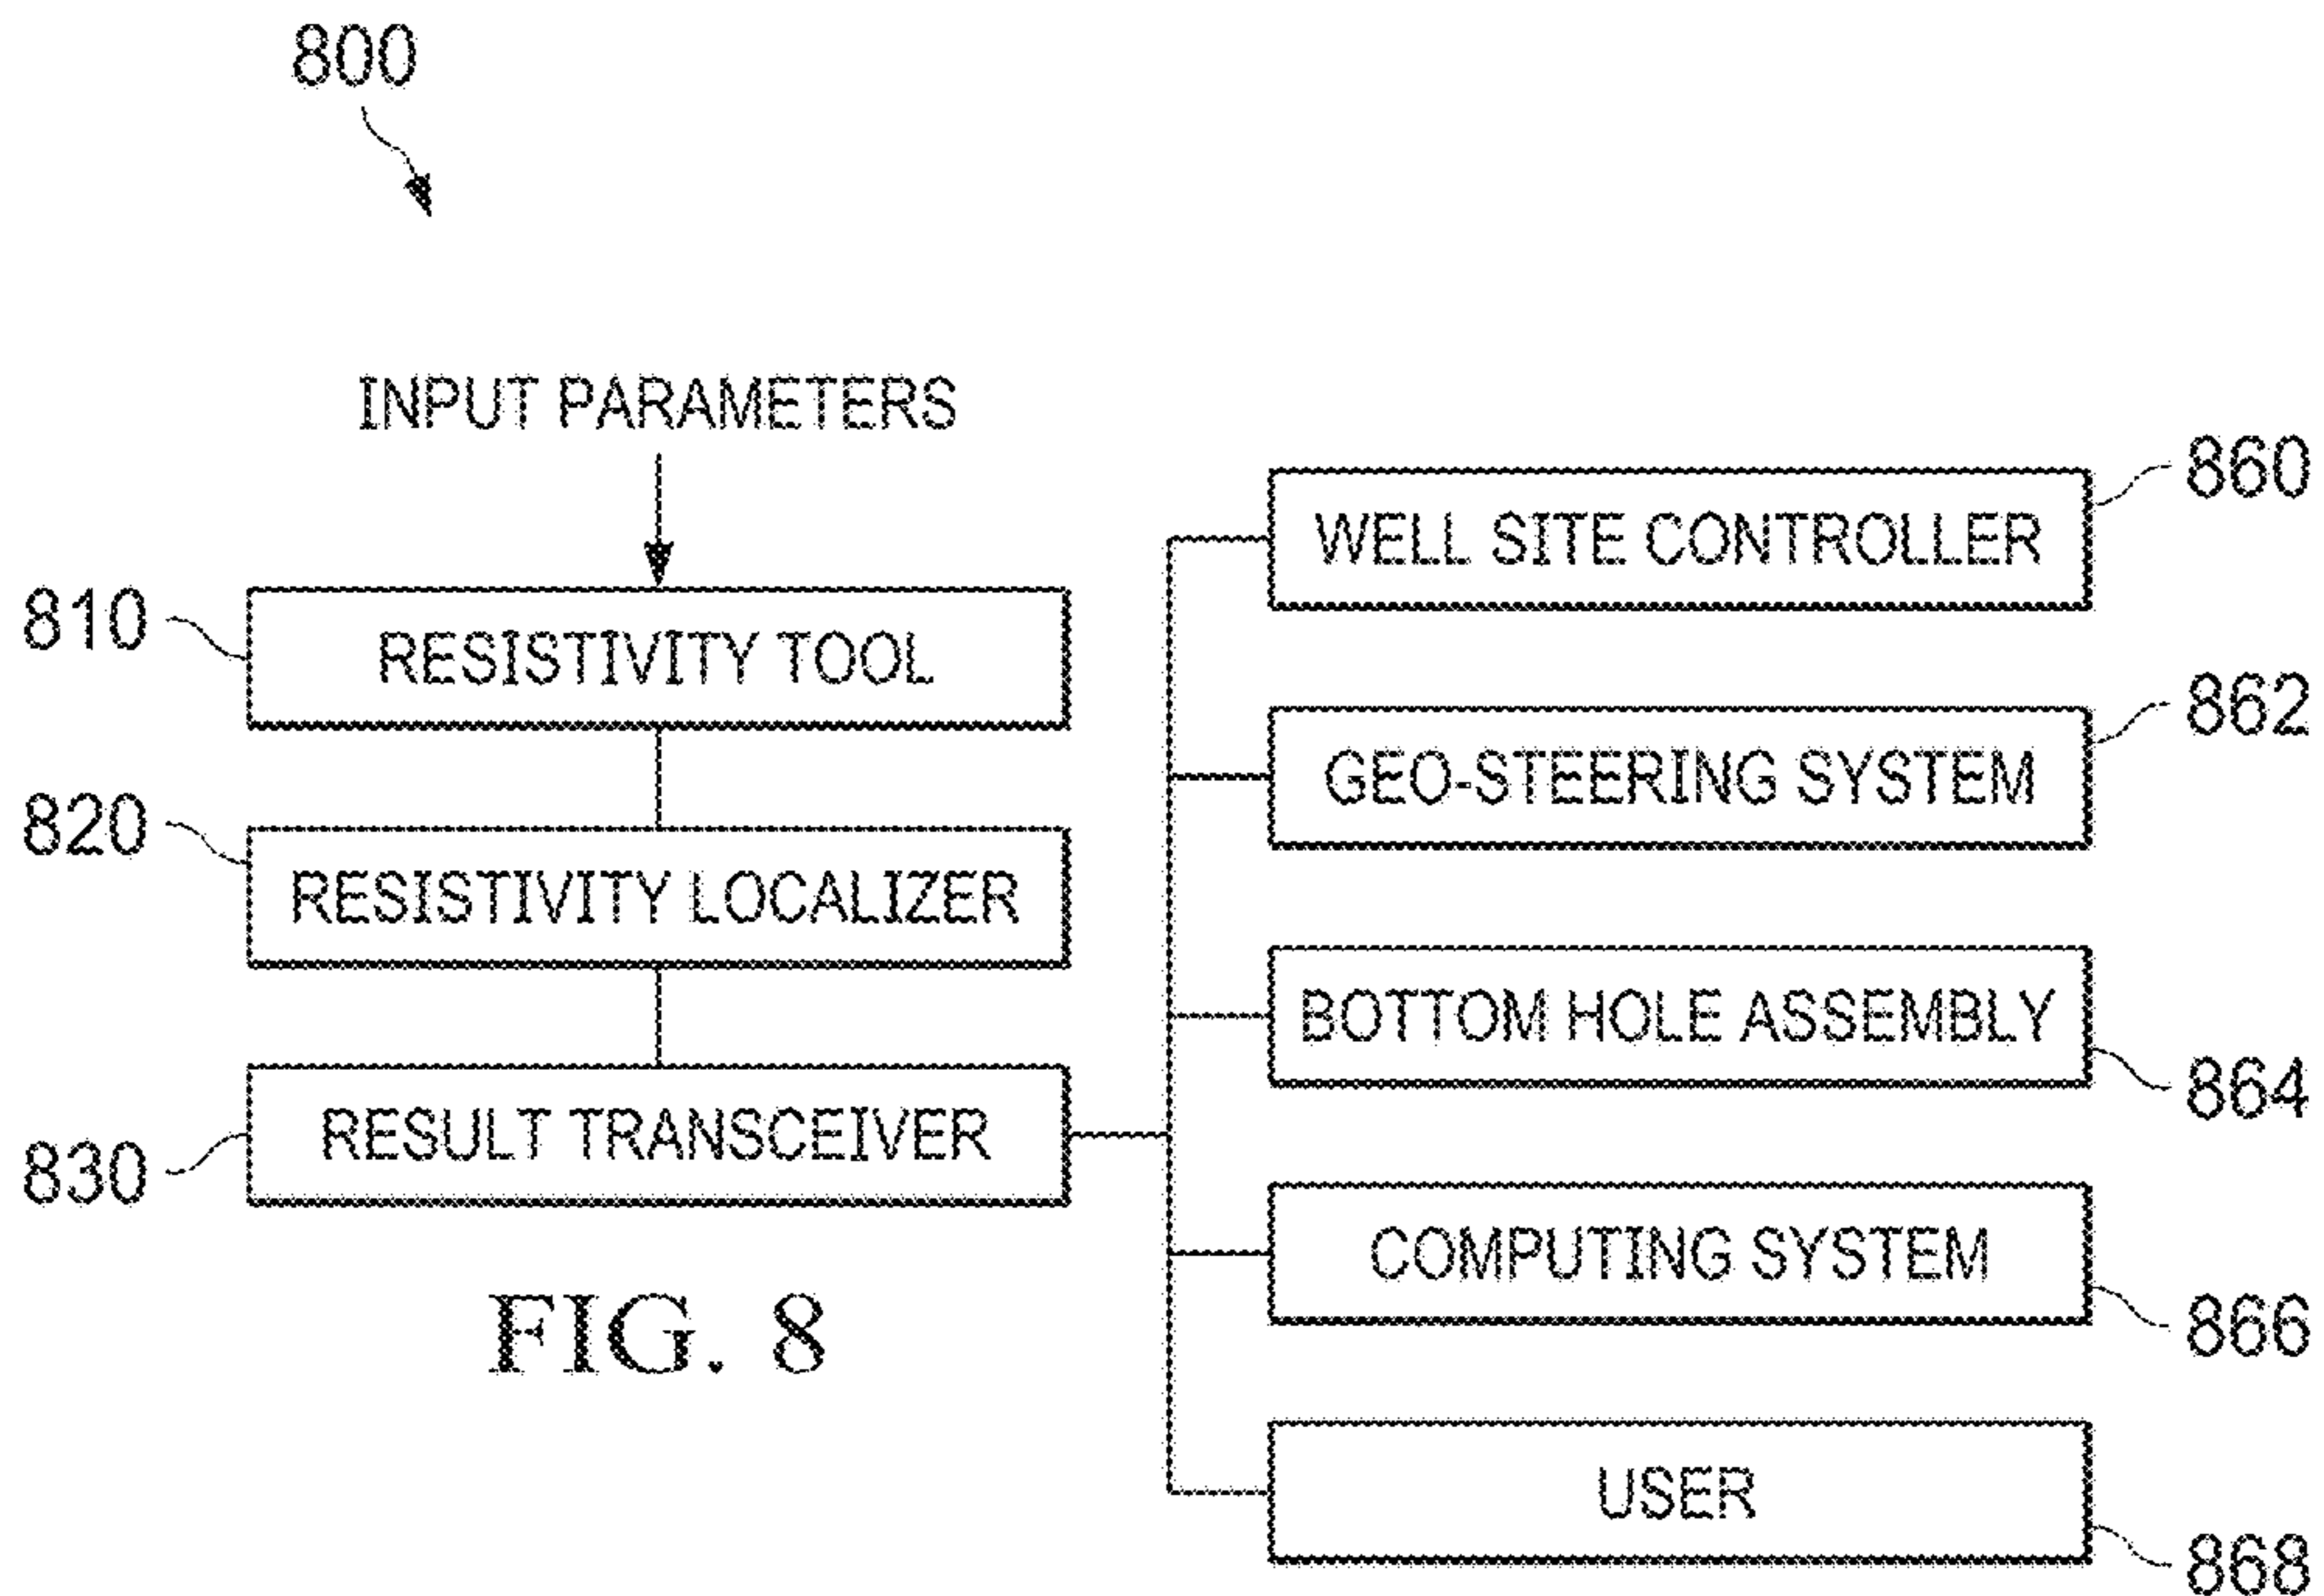 800
INPUT PARAMETERS
810
RESISTIVITY TOOL
820
RESISTIVITY LOCALIZER
830
RESULT TRANSCEIVER
FIG. 8
WELL SITE CONTROLLER
860
GEO-STEERING SYSTEM
862
BOTTOM HOLE ASSEMBLY
864
COMPUTING SYSTEM
866
USER
868